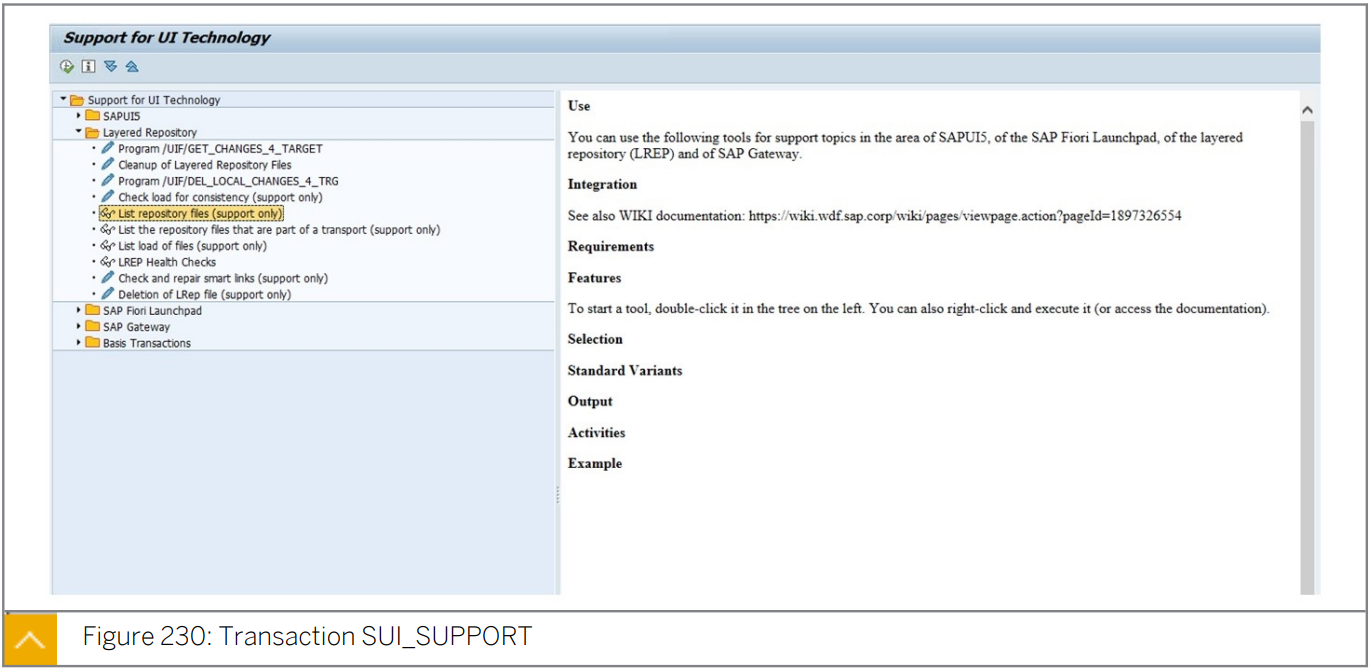 Support for UI Technology
Support for UI Technology
SAPUI5
Layered Repository
Program /UIF/GET_CHANGES_4_TARGET
Cleanup of Layered Repository Files
Program /UIF/DEL_LOCAL_CHANGES_4_TRG
Check load for consistency (support only)
List repository files (support only)
List the repository files that are part of a transport (support only)
List load of files (support only)
LREP Health Checks
Check and repair smart links (support only)
Deletion of LRep file (support only)
SAP Fiori Launchpad
SAP Gateway
Basis Transactions
Use
You can use the following tools for support topics in the area of SAPUI5, of the SAP Fiori Launchpad, of the layered
repository (LREP) and of SAP Gateway.
Integration
See also WIKI documentation: https://wiki.wdf.sap.corp/wiki/pages/viewpage.action?pageId=1897326554
Requirements
Features
To start a tool, double-click it in the tree on the left. You can also right-click and execute it (or access the documentation).
Selection
Standard Variants
Output
Activities
Example
Figure 230: Transaction SUI_SUPPORT